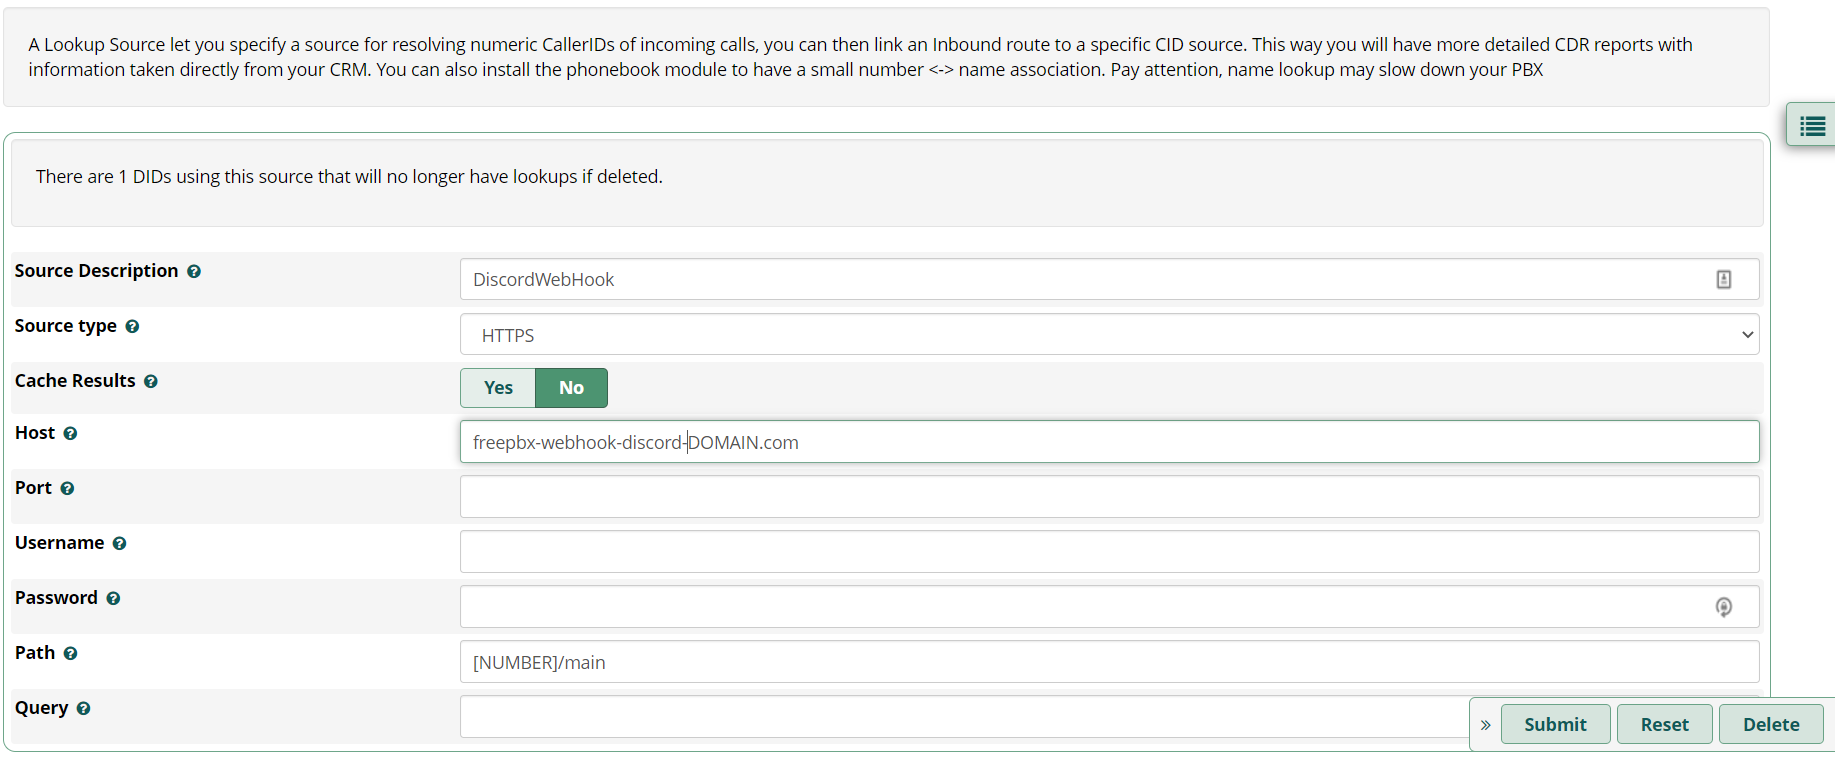 A Lookup Source let you specify a source for resolving numeric CallerIDs of incoming calls, you can then link an Inbound route to a specific CID source. This way you will have more detailed CDR reports with
information taken directly from your CRM. You can also install the phonebook module to have a small number <-> name association. Pay attention, name lookup may slow down your PBX
There are 1 DIDs using this source that will no longer have lookups if deleted.
Source Description
DiscordWebHook
Source type
HTTPS
Cache Results
Yes No
Host
freepbx-webhook-discord-DOMAIN.com
Port
Username
Password
Path
[NUMBER]/main
Query
» Submit Reset Delete